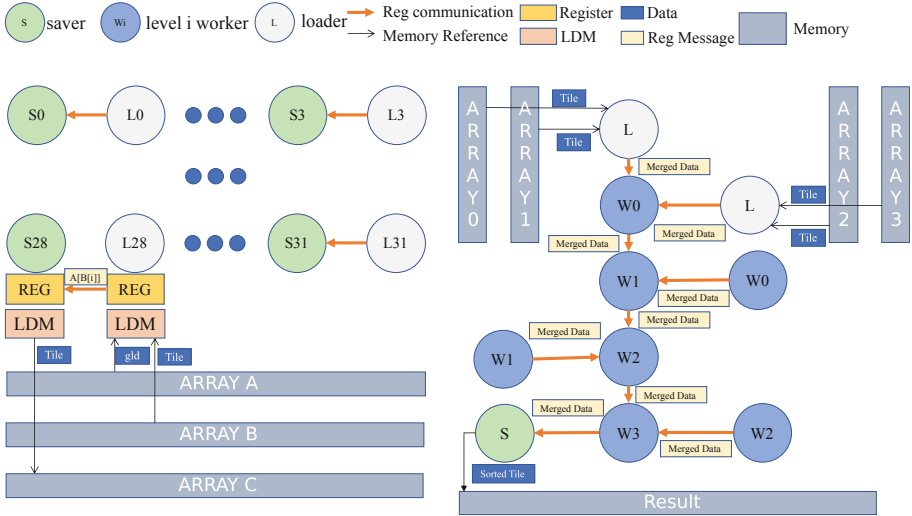 S saver Wi level i worker L loader Reg communication Register Data
Memory Reference LDM Reg Message Memory
S0 L0 S3 L3
S28 L28 S31 L31
REG A[B[i]] REG
LDM LDM
Tile gld Tile
ARRAY A
ARRAY B
ARRAY C
ARRAY0 ARRAY1 ARRAY2 ARRAY3
Tile
L
Tile
Merged Data
W0 L Tile
Merged Data Merged Data Tile
W1 W0
Merged Data
Merged Data
Merged Data
W1 W2
Merged Data
Merged Data
S W3 W2
Merged Data
Sorted Tile
Result